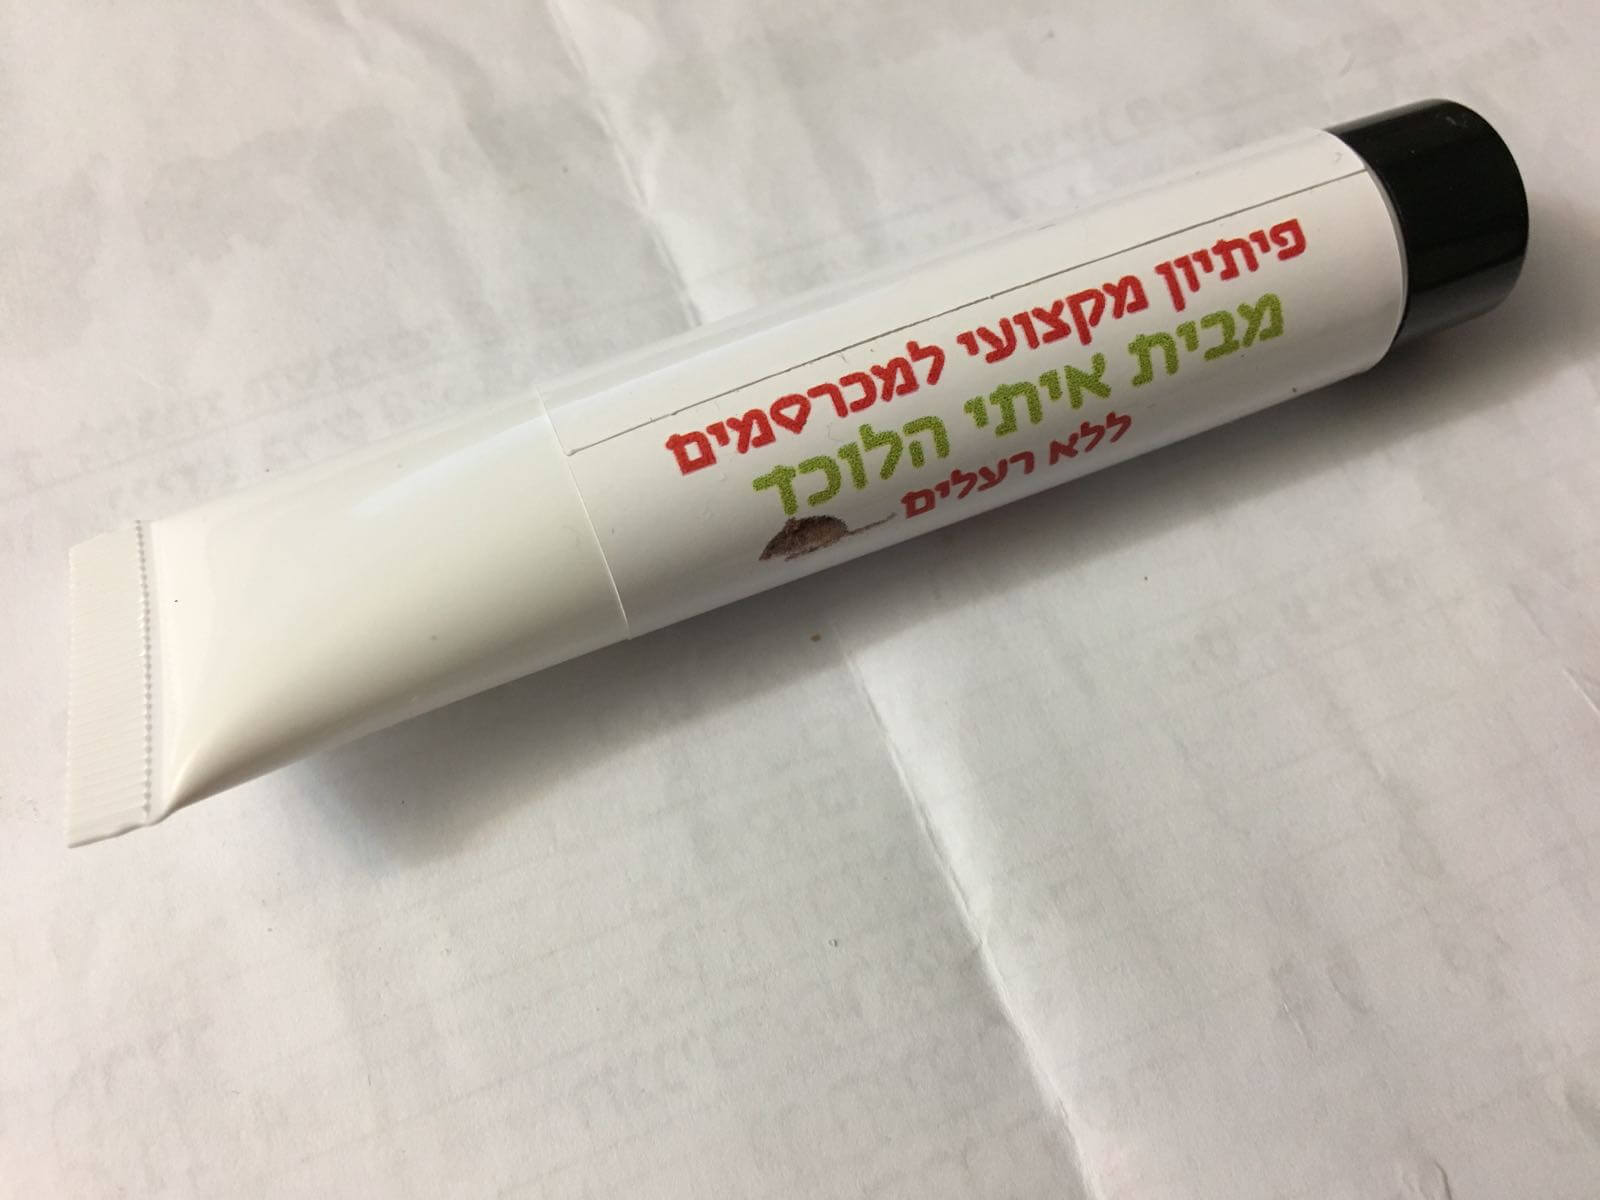 פיתיון מקצועי למכרסמים
מבית איתי הלוכד
ללא רעלים